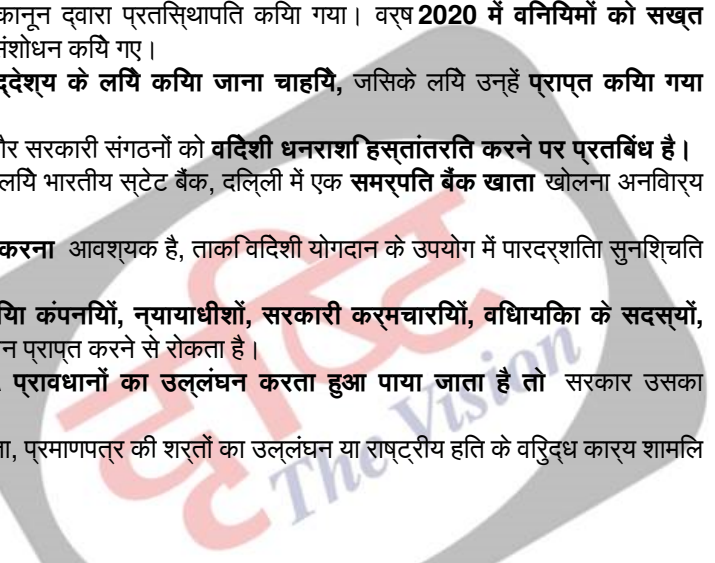 कानून द्वारा प्रतिस्थापित किया गया। वर्ष 2020 में विनियमों को सख्त
संशोधन किये गए।
उद्देश्य के लिये किया जाना चाहिये, जिसके लिये उन्हें प्राप्त किया गया
और सरकारी संगठनों को विदेशी धनराशि हस्तांतरित करने पर प्रतिबंध है।
लिये भारतीय स्टेट बैंक, दिल्ली में एक समर्पित बैंक खाता खोलना अनिवार्य
करना आवश्यक है, ताकि विदेशी योगदान के उपयोग में पारदर्शिता सुनिश्चित
कंपनियों, न्यायाधीशों, सरकारी कर्मचारियों, विधायिका के सदस्यों,
प्राप्त करने से रोकता है।
प्रावधानों का उल्लंघन करता हुआ पाया जाता है तो सरकार उसका
प्रमाणपत्र की शर्तों का उल्लंघन या राष्ट्रीय हित के विरुद्ध कार्य शामिल
दृष्टि
The Vision